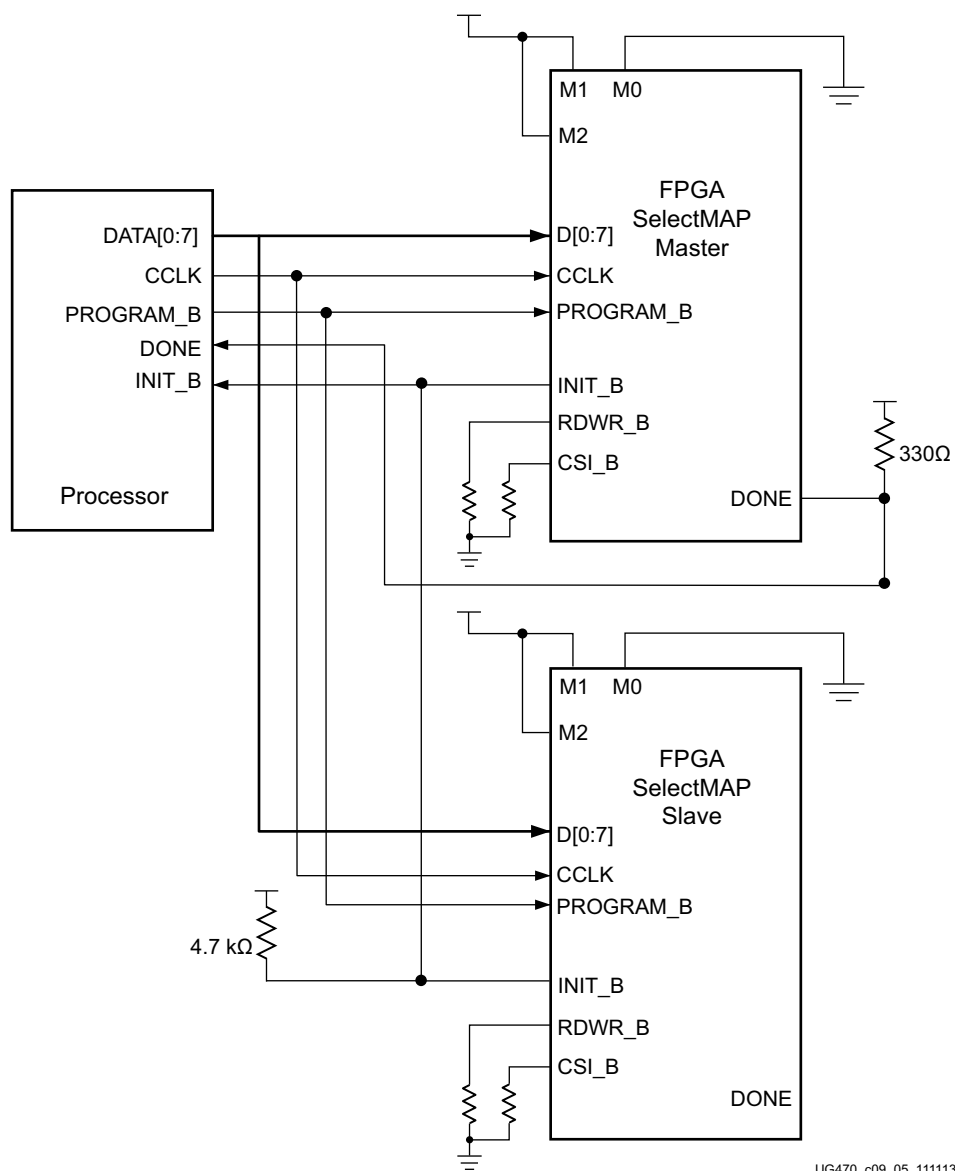 M1 M0
M2
FPGA
SelectMAP
Master
DATA[0:7]
CCLK
PROGRAM_B
DONE
INIT_B
Processor
D[0:7]
CCLK
PROGRAM_B
INIT_B
RDWR_B
CSI_B
DONE
330Ω
M1 M0
M2
FPGA
SelectMAP
Slave
D[0:7]
CCLK
PROGRAM_B
4.7 kΩ
INIT_B
RDWR_B
CSI_B
DONE
UG470_c09_05_111113